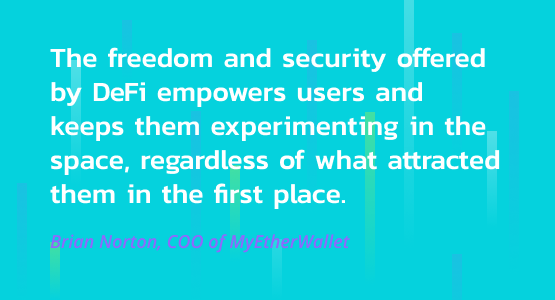 The freedom and security offered
by DeFi empowers users and
keeps them experimenting in the
space, regardless of what attracted
them in the first place.
Brian Norton, COO of MyEtherWallet